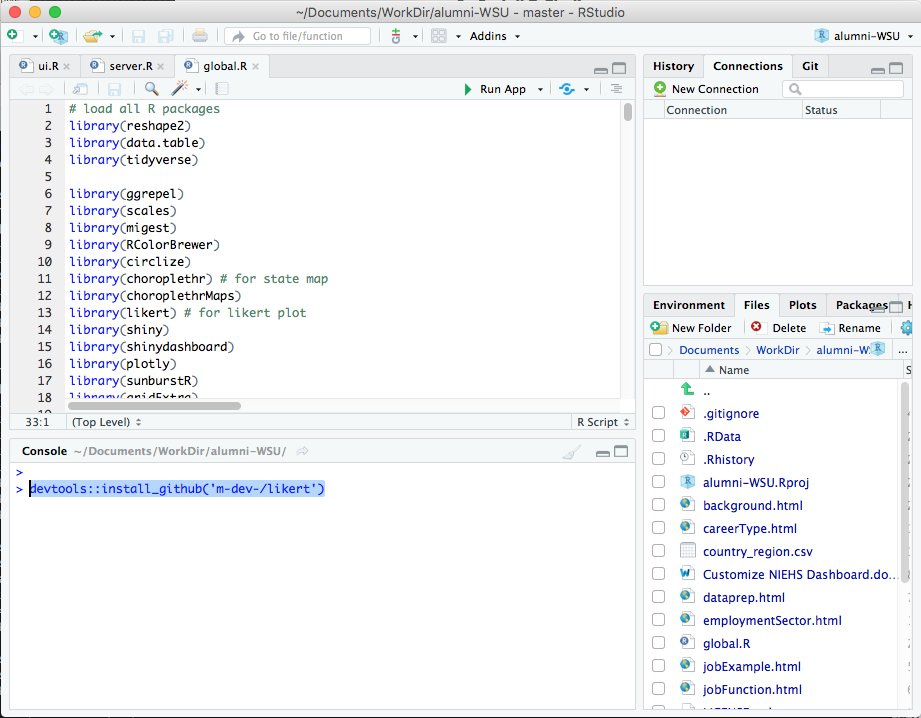 ~/Documents/WorkDir/alumni-WSU - master - RStudio
Go to file/function
Addins
alumni-WSU
ui.R
server.R
global.R
Run App
1 # load all R packages
2 library(reshape2)
3 library(data.table)
4 library(tidyverse)
5
6 library(ggrepel)
7 library(scales)
8 library(migest)
9 library(RColorBrewer)
10 library(circlize)
11 library(choroplethr) # for state map
12 library(choroplethrMaps)
13 library(likert) # for likert plot
14 library(shiny)
15 library(shinydashboard)
16 library(plotly)
17 library(sunburstR)
18 library(gridExtra)
19
33:1 (Top Level) R Script
Console ~/Documents/WorkDir/alumni-WSU/
>
> devtools::install_github('m-dev-/likert')
History Connections Git
New Connection
Connection Status
Environment Files Plots Packages H
New Folder Delete Rename
Documents WorkDir alumni-W ...
Name S
..
.gitignore
.RData
.Rhistory
alumni-WSU.Rproj
background.html
careerType.html
country_region.csv
Customize NIEHS Dashboard.do...
dataprep.html
employmentSector.html
global.R
jobExample.html
jobFunction.html